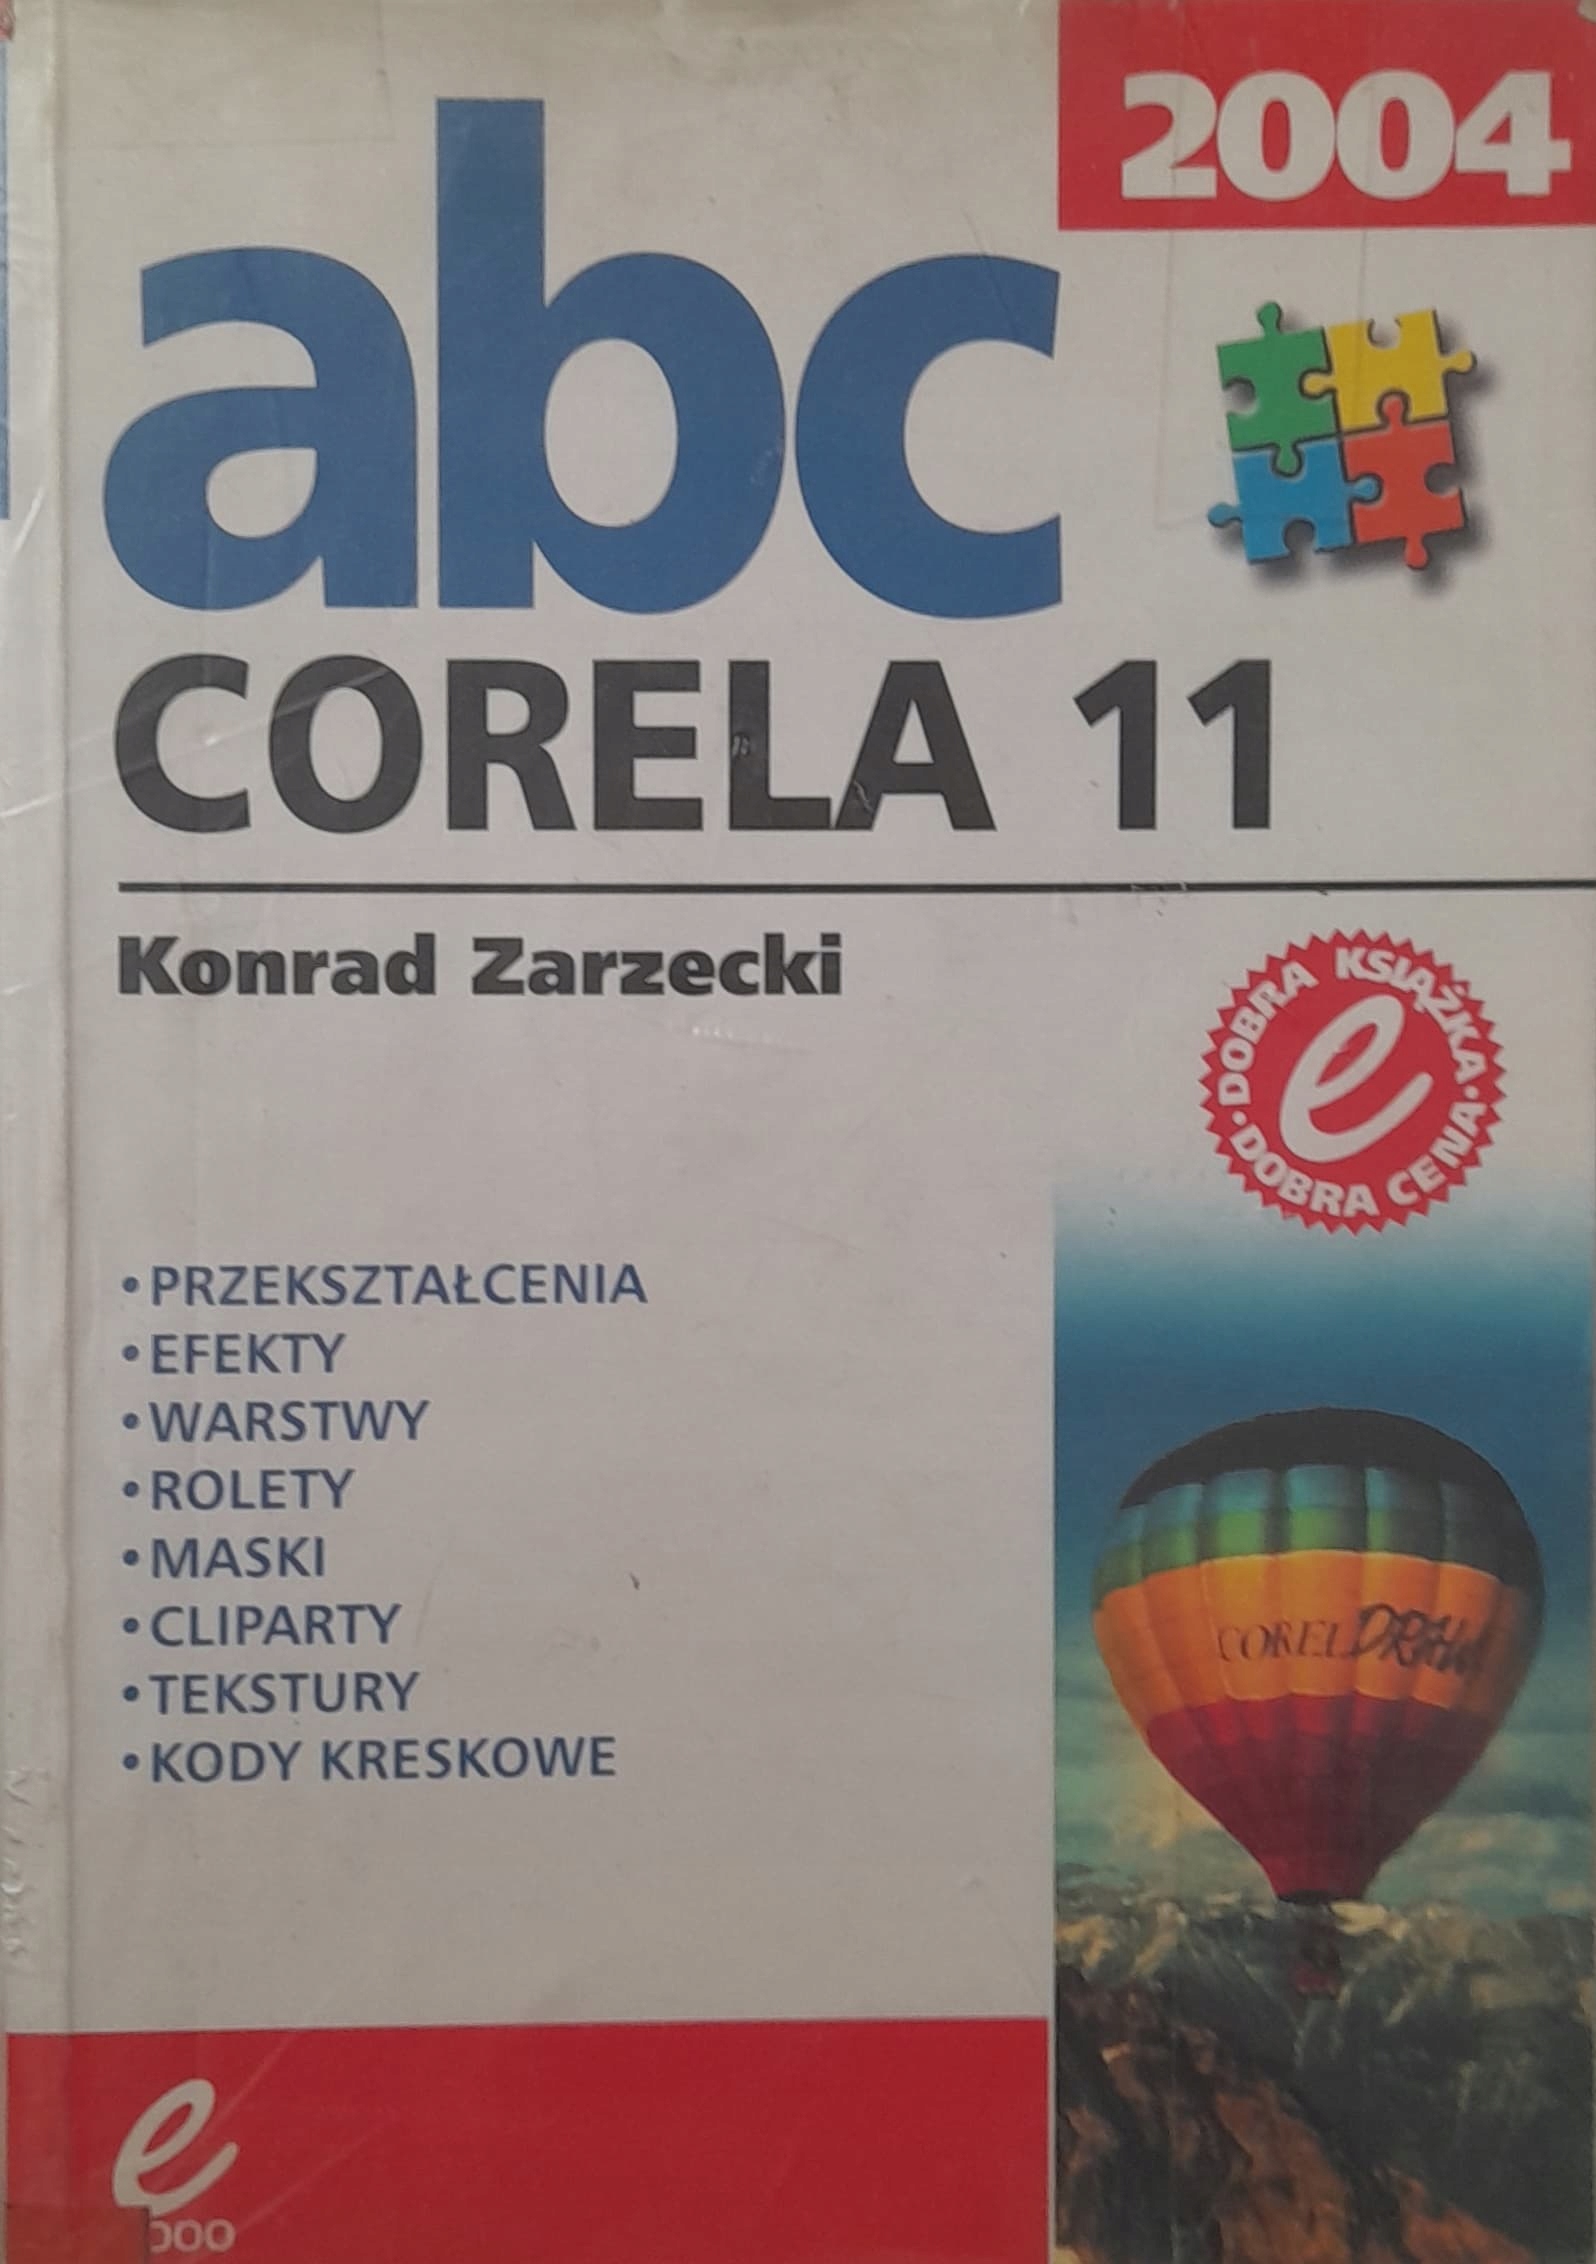 2004
abc
CORELA 11
Konrad Zarzecki
• DOBRA KSIĄŻKA •
e
DOBRA CENA
• PRZEKSZTAŁCENIA
• EFEKTY
• WARSTWY
• ROLETY
• MASKI
• CLIPARTY
• TEKSTURY
• KODY KRESKOWE
COREL DRAW
e
000